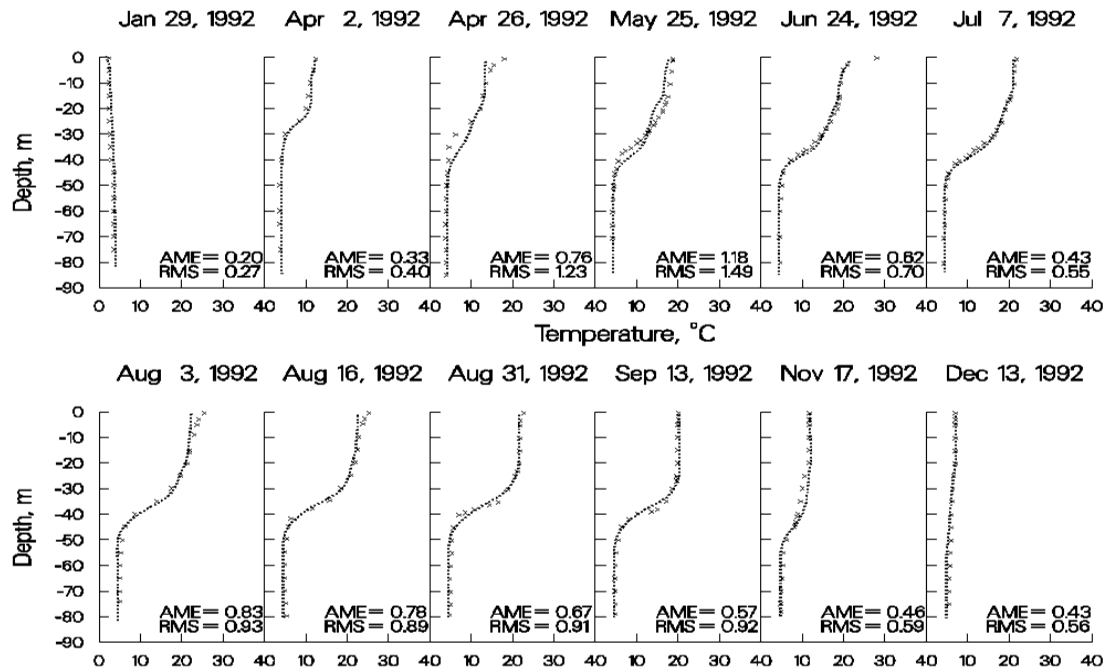 Jan 29, 1992 Apr 2, 1992 Apr 26, 1992 May 25, 1992 Jun 24, 1992 Jul 7, 1992
Depth, m
0
-10
-20
-30
-40
-50
-60
-70
-80
-90
AME= 0.20 AME= 0.33 AME= 0.76 AME= 1.18 AME= 0.62 AME= 0.43
RMS= 0.27 RMS= 0.40 RMS= 1.23 RMS= 1.49 RMS= 0.70 RMS= 0.55
0 10 20 30 40 10 20 30 40 10 20 30 40 10 20 30 40 10 20 30 40 10 20 30 40
Temperature, °C
Aug 3, 1992 Aug 16, 1992 Aug 31, 1992 Sep 13, 1992 Nov 17, 1992 Dec 13, 1992
Depth, m
0
-10
-20
-30
-40
-50
-60
-70
-80
-90
AME= 0.83 AME= 0.78 AME= 0.67 AME= 0.57 AME= 0.46 AME= 0.43
RMS= 0.93 RMS= 0.89 RMS= 0.91 RMS= 0.92 RMS= 0.59 RMS= 0.56
0 10 20 30 40 10 20 30 40 10 20 30 40 10 20 30 40 10 20 30 40 10 20 30 40